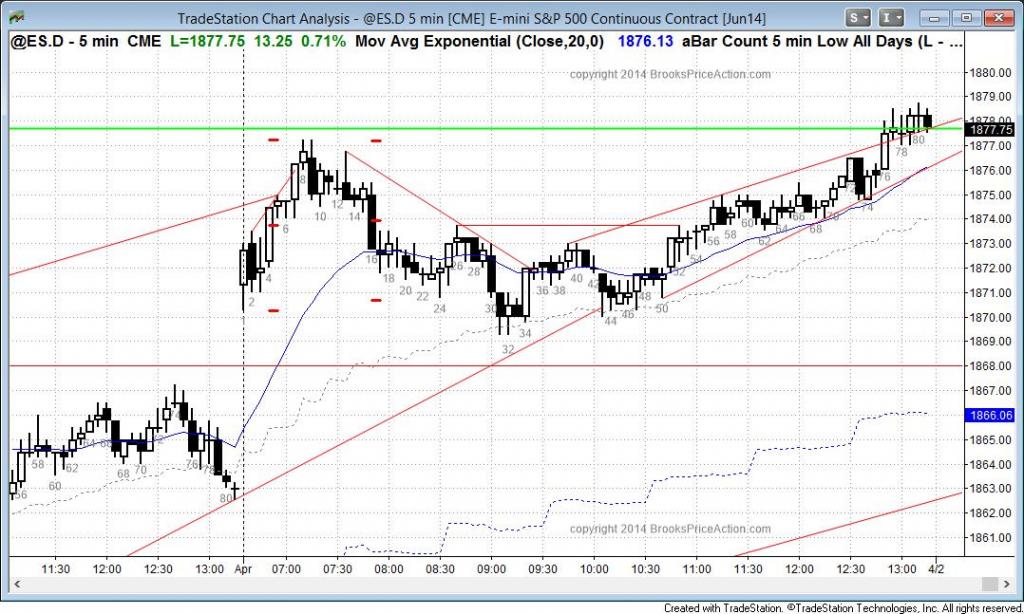 TradeStation Chart Analysis - @ES.D 5 min [CME] E-mini S&P 500 Continuous Contract [Jun14]
S I
@ES.D - 5 min CME L=1877.75 13.25 0.71% Mov Avg Exponential (Close,20,0) 1876.13 aBar Count 5 min Low All Days (L - ...
copyright 2014 BrooksPriceAction.com
1880.00
1879.00
1878.00
1877.75
1877.00
1876.00
1875.00
1874.00
1873.00
1872.00
1871.00
1870.00
1869.00
1868.00
1867.00
1866.06
1865.00
1864.00
1863.00
1862.00
1861.00
56 58 60 62 64 68 70 72 74 76 80
2 4 6 8 10 12 14 16 18 20 22 24 26 28 30 32 34 36 38 40 42 44 46 48 50 52 54 56 58 60 62 64 66 68 70 72 74 76 78 80
copyright 2014 BrooksPriceAction.com
11:30 12:00 12:30 13:00 Apr 07:00 07:30 08:00 08:30 09:00 09:30 10:00 10:30 11:00 11:30 12:00 12:30 13:00 4/2
Created with TradeStation. ©TradeStation Technologies, Inc. All rights reserved.